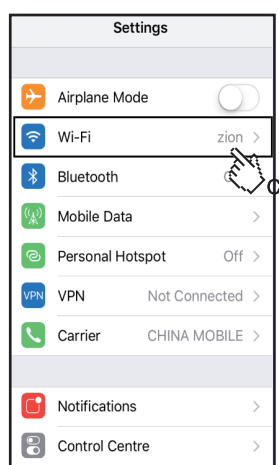 Settings
Airplane Mode
Wi-Fi zion
Bluetooth
Mobile Data
Personal Hotspot Off
VPN VPN Not Connected
Carrier CHINA MOBILE
Notifications
Control Centre